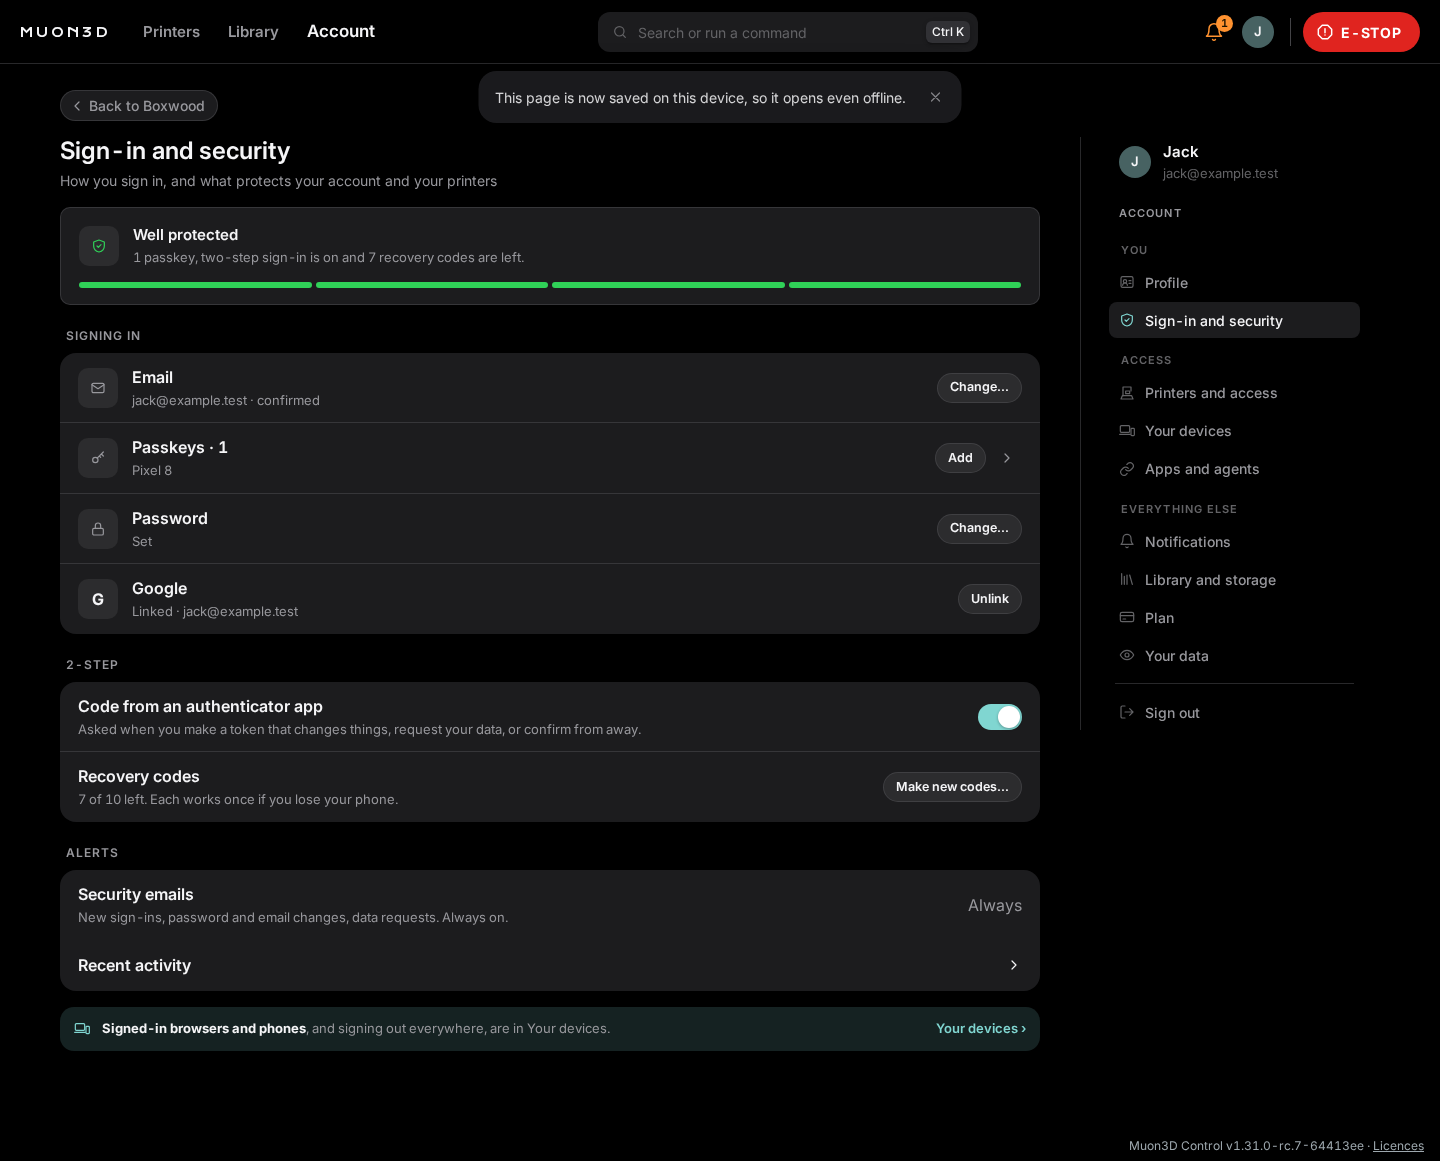 MUON3D
Printers
Library
Account
Search or run a command
Ctrl K
1
J
E-STOP
Back to Boxwood
This page is now saved on this device, so it opens even offline.
Sign-in and security
How you sign in, and what protects your account and your printers
Well protected
1 passkey, two-step sign-in is on and 7 recovery codes are left.
SIGNING IN
Email
jack@example.test · confirmed
Change...
Passkeys · 1
Pixel 8
Add
Password
Set
Change...
G
Google
Linked · jack@example.test
Unlink
2-STEP
Code from an authenticator app
Asked when you make a token that changes things, request your data, or confirm from away.
Recovery codes
7 of 10 left. Each works once if you lose your phone.
Make new codes...
ALERTS
Security emails
New sign-ins, password and email changes, data requests. Always on.
Always
Recent activity
Signed-in browsers and phones, and signing out everywhere, are in Your devices.
Your devices ›
J
Jack
jack@example.test
ACCOUNT
YOU
Profile
Sign-in and security
ACCESS
Printers and access
Your devices
Apps and agents
EVERYTHING ELSE
Notifications
Library and storage
Plan
Your data
Sign out
Muon3D Control v1.31.0-rc.7-64413ee · Licences